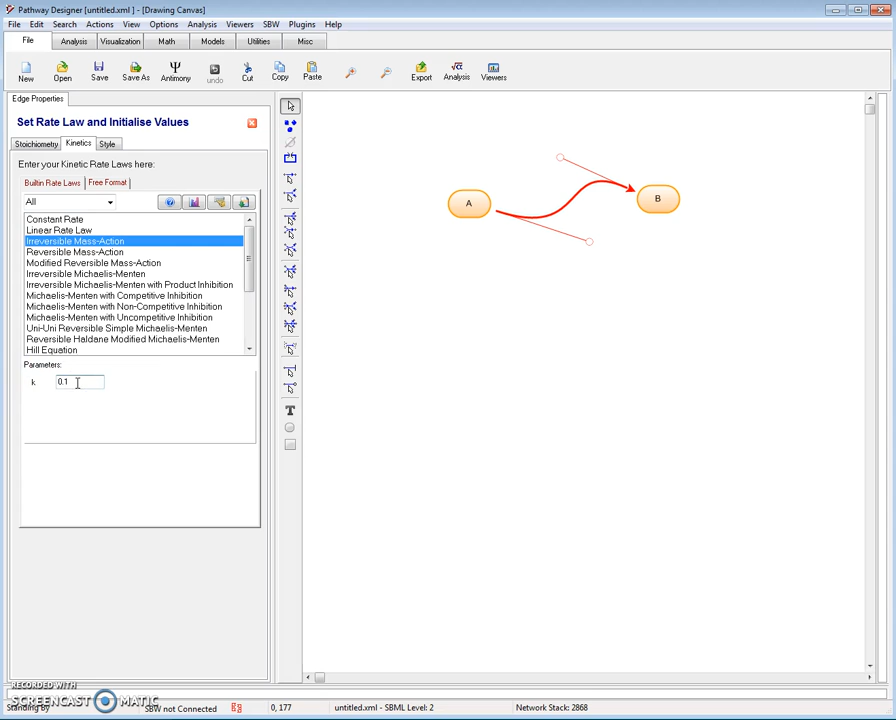 Pathway Designer [untitled.xml ] - [Drawing Canvas]
File Edit Search Actions View Options Analysis Viewers SBW Plugins Help
File Analysis Visualization Math Models Utilities Misc
New Open Save Save As Antimony undo Cut Copy Paste Export Analysis Viewers
Edge Properties
Set Rate Law and Initialise Values
Stoichiometry Kinetics Style
Enter your Kinetic Rate Laws here:
Builtin Rate Laws Free Format
All
Constant Rate
Linear Rate Law
Irreversible Mass-Action
Reversible Mass-Action
Modified Reversible Mass-Action
Irreversible Michaelis-Menten
Irreversible Michaelis-Menten with Product Inhibition
Michaelis-Menten with Competitive Inhibition
Michaelis-Menten with Non-Competitive Inhibition
Michaelis-Menten with Uncompetitive Inhibition
Uni-Uni Reversible Simple Michaelis-Menten
Reversible Haldane Modified Michaelis-Menten
Hill Equation
Parameters:
k 0.1
A
B
T
RECORDED WITH
SCREENCAST MATIC
Standing By SBW not Connected 0, 177 untitled.xml - SBML Level: 2 Network Stack: 2868